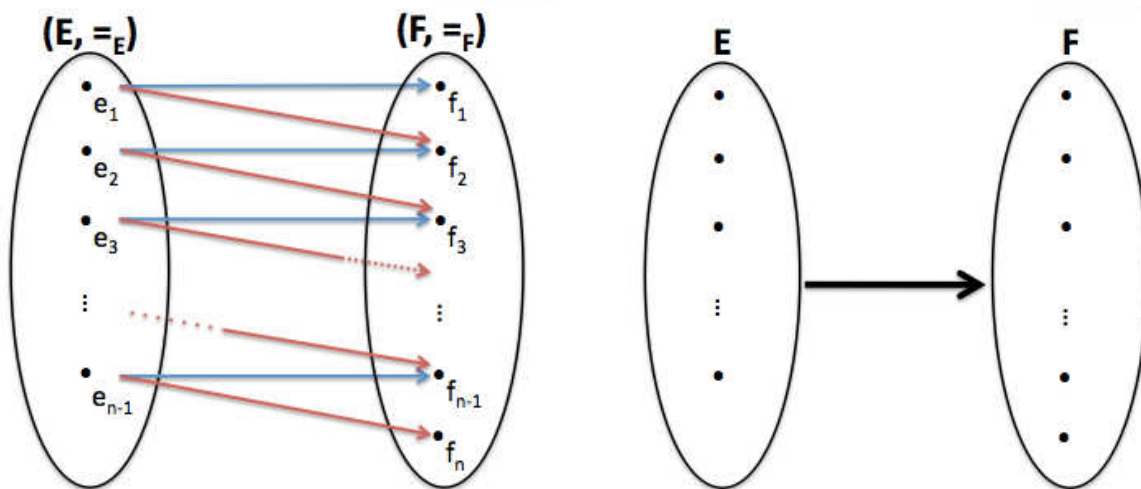 (E, =E) (F, =F) E F
e1 f1
e2 f2
e3 f3
... ... ... ...
en-1 fn-1
fn